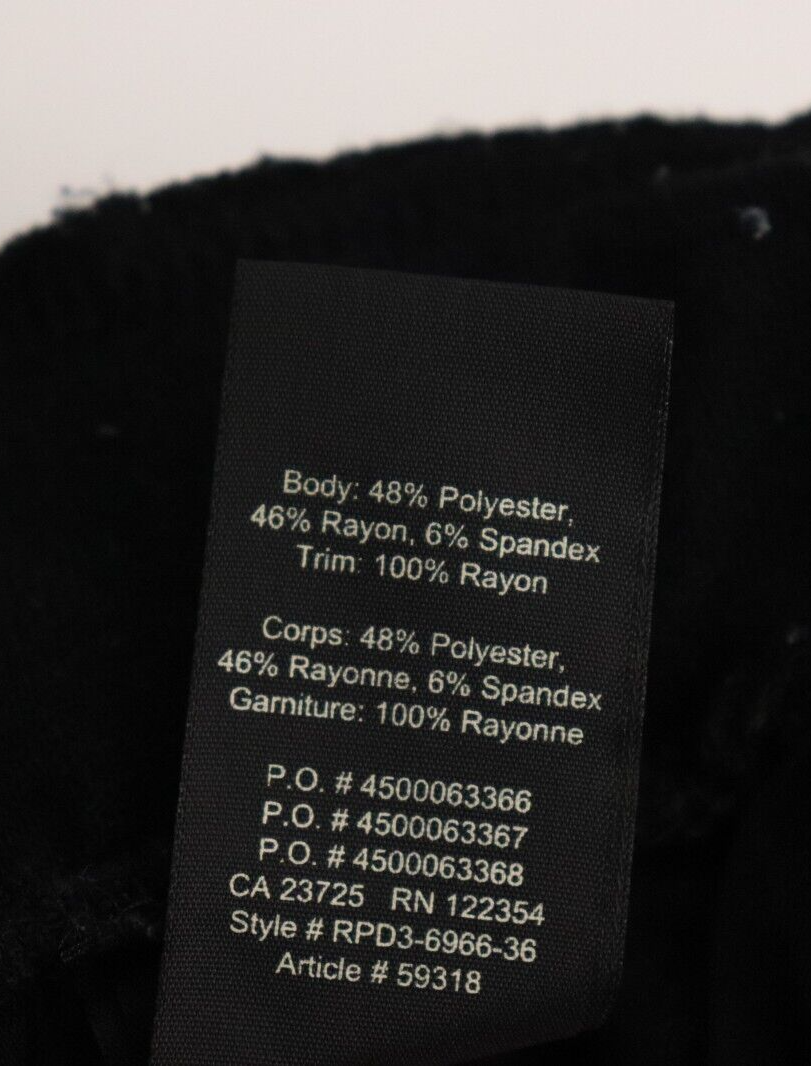 Body: 48% Polyester,
46% Rayon, 6% Spandex
Trim: 100% Rayon
Corps: 48% Polyester,
46% Rayonne, 6% Spandex
Garniture: 100% Rayonne
P.O. # 4500063366
P.O. # 4500063367
P.O. # 4500063368
CA 23725 RN 122354
Style # RPD3-6966-36
Article # 59318